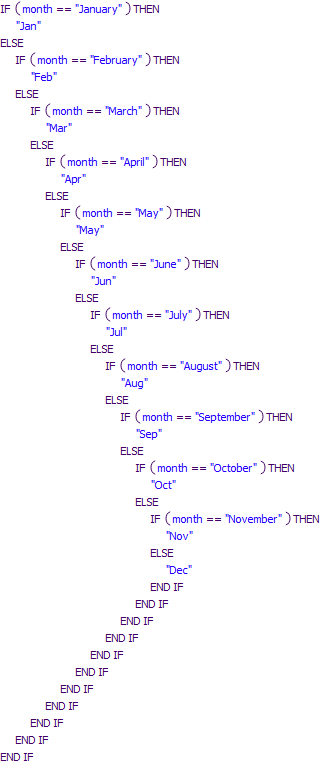 IF (month == "January" ) THEN
"Jan"
ELSE
IF (month == "February" ) THEN
"Feb"
ELSE
IF (month == "March" ) THEN
"Mar"
ELSE
IF (month == "April" ) THEN
"Apr"
ELSE
IF (month == "May" ) THEN
"May"
ELSE
IF (month == "June" ) THEN
"Jun"
ELSE
IF (month == "July" ) THEN
"Jul"
ELSE
IF (month == "August" ) THEN
"Aug"
ELSE
IF (month == "September" ) THEN
"Sep"
ELSE
IF (month == "October" ) THEN
"Oct"
ELSE
IF (month == "November" ) THEN
"Nov"
ELSE
"Dec"
END IF
END IF
END IF
END IF
END IF
END IF
END IF
END IF
END IF
END IF
END IF